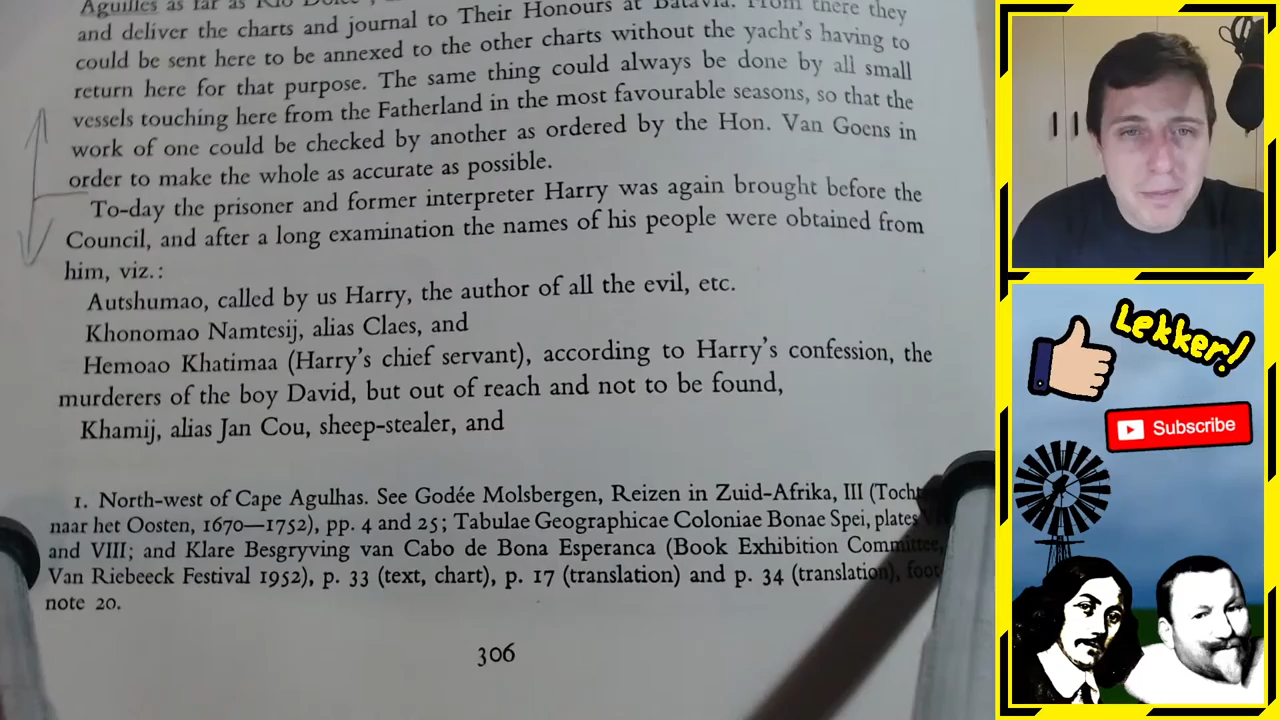 Aguilles as far as Rio Dolce
and deliver the charts and journal to Their Honours at Batavia. From there they
could be sent here to be annexed to the other charts without the yacht's having to
return here for that purpose. The same thing could always be done by all small
vessels touching here from the Fatherland in the most favourable seasons, so that the
work of one could be checked by another as ordered by the Hon. Van Goens in
order to make the whole as accurate as possible.
To-day the prisoner and former interpreter Harry was again brought before the
Council, and after a long examination the names of his people were obtained from
him, viz.:
Autshumao, called by us Harry, the author of all the evil, etc.
Khonomao Namtesij, alias Claes, and
Hemoao Khatimaa (Harry's chief servant), according to Harry's confession, the
murderers of the boy David, but out of reach and not to be found,
Khamij, alias Jan Cou, sheep-stealer, and
1. North-west of Cape Agulhas. See Godée Molsbergen, Reizen in Zuid-Afrika, III (Tocht
naar het Oosten, 1670—1752), pp. 4 and 25; Tabulae Geographicae Coloniae Bonae Spei, plates
and VIII; and Klare Besgryving van Cabo de Bona Esperanca (Book Exhibition Committee,
Van Riebeeck Festival 1952), p. 33 (text, chart), p. 17 (translation) and p. 34 (translation), foot
note 20.
306
Lekker!
Subscribe